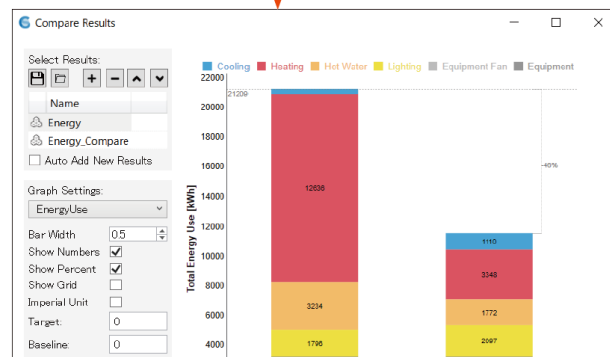 Compare Results
Select Results:
Name
Energy
Energy_Compare
Auto Add New Results
Graph Settings:
EnergyUse
Bar Width 0.5
Show Numbers
Show Percent
Show Grid
Imperial Unit
Target: 0
Baseline: 0
Cooling Heating Hot Water Lighting Equipment Fan Equipment
Total Energy Use [kWh]
22000
21209
20000
18000
16000
14000
12000
10000
8000
6000
4000
12636
3234
1796
1110
3348
1772
2097